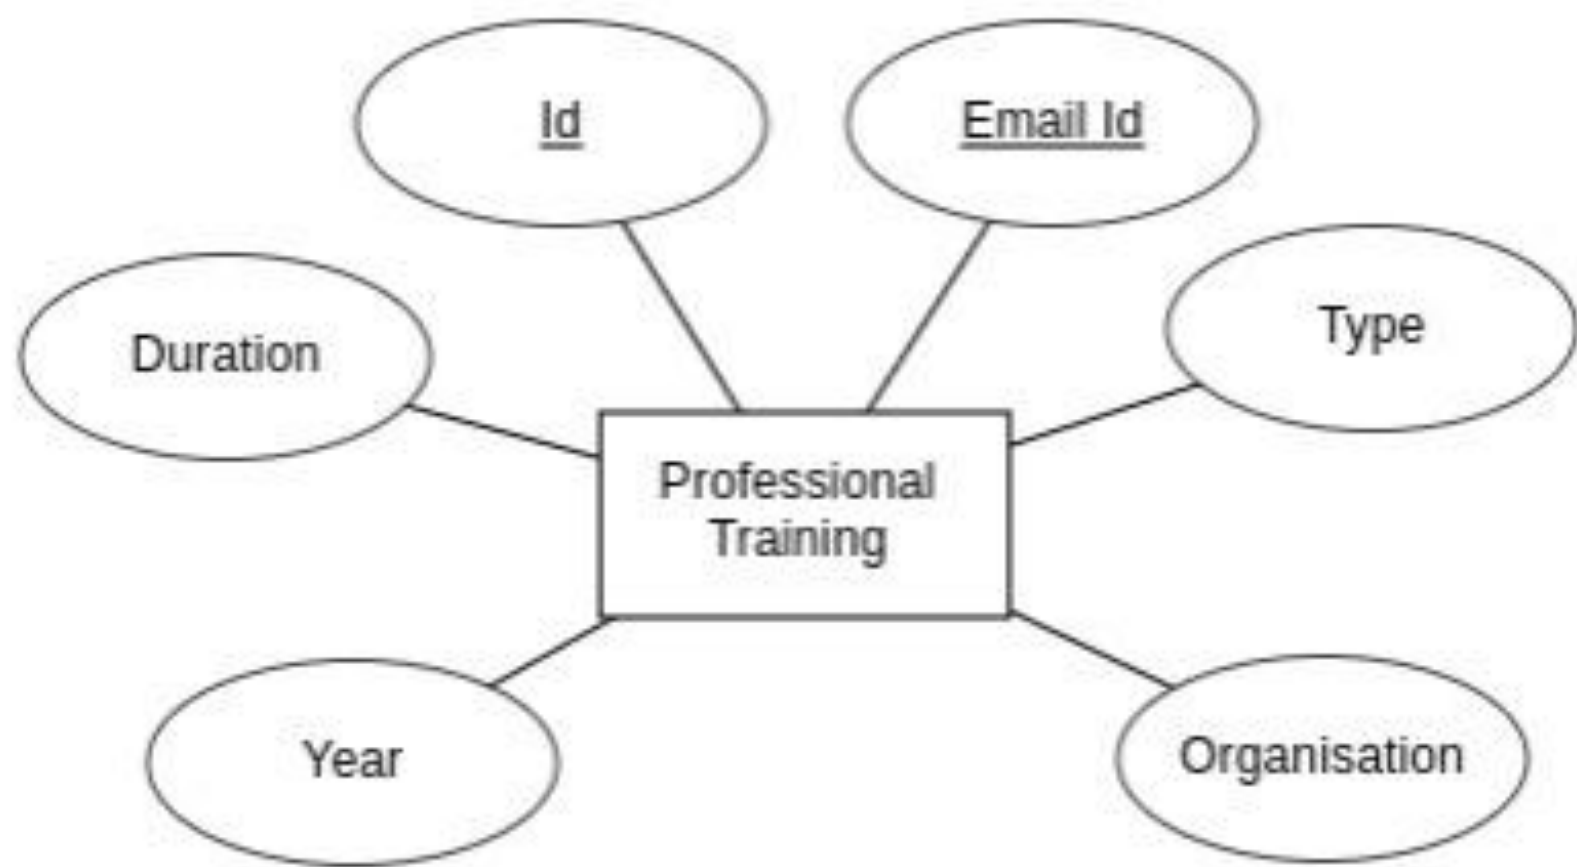 Id
Email Id
Duration
Type
Professional
Training
Year
Organisation